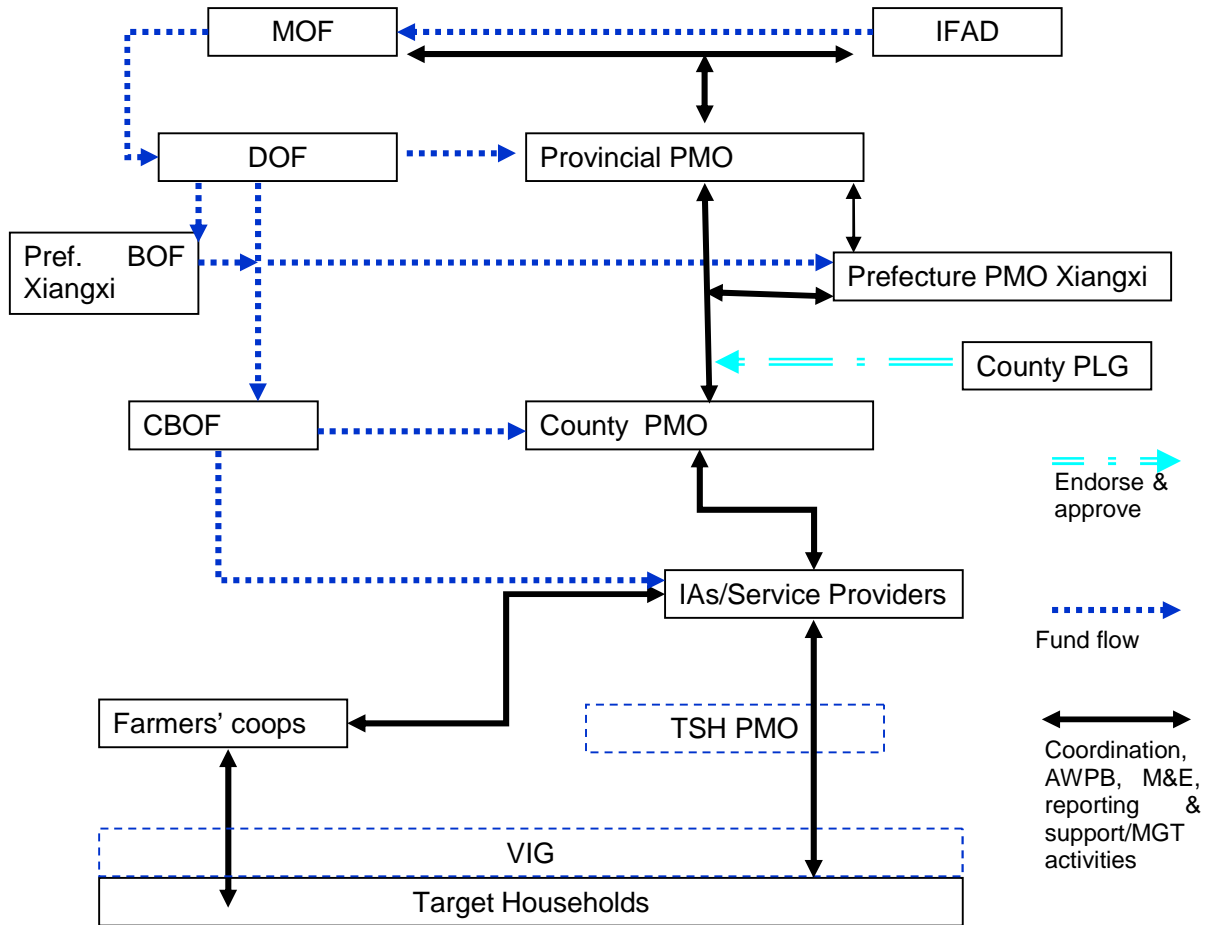 MOF
IFAD
DOF
Provincial PMO
Pref. BOF
Xiangxi
Prefecture PMO Xiangxi
County PLG
CBOF
County PMO
Endorse &
approve
IAs/Service Providers
Fund flow
Farmers’ coops
TSH PMO
Coordination,
AWPB, M&E,
reporting &
support/MGT
activities
VIG
Target Households